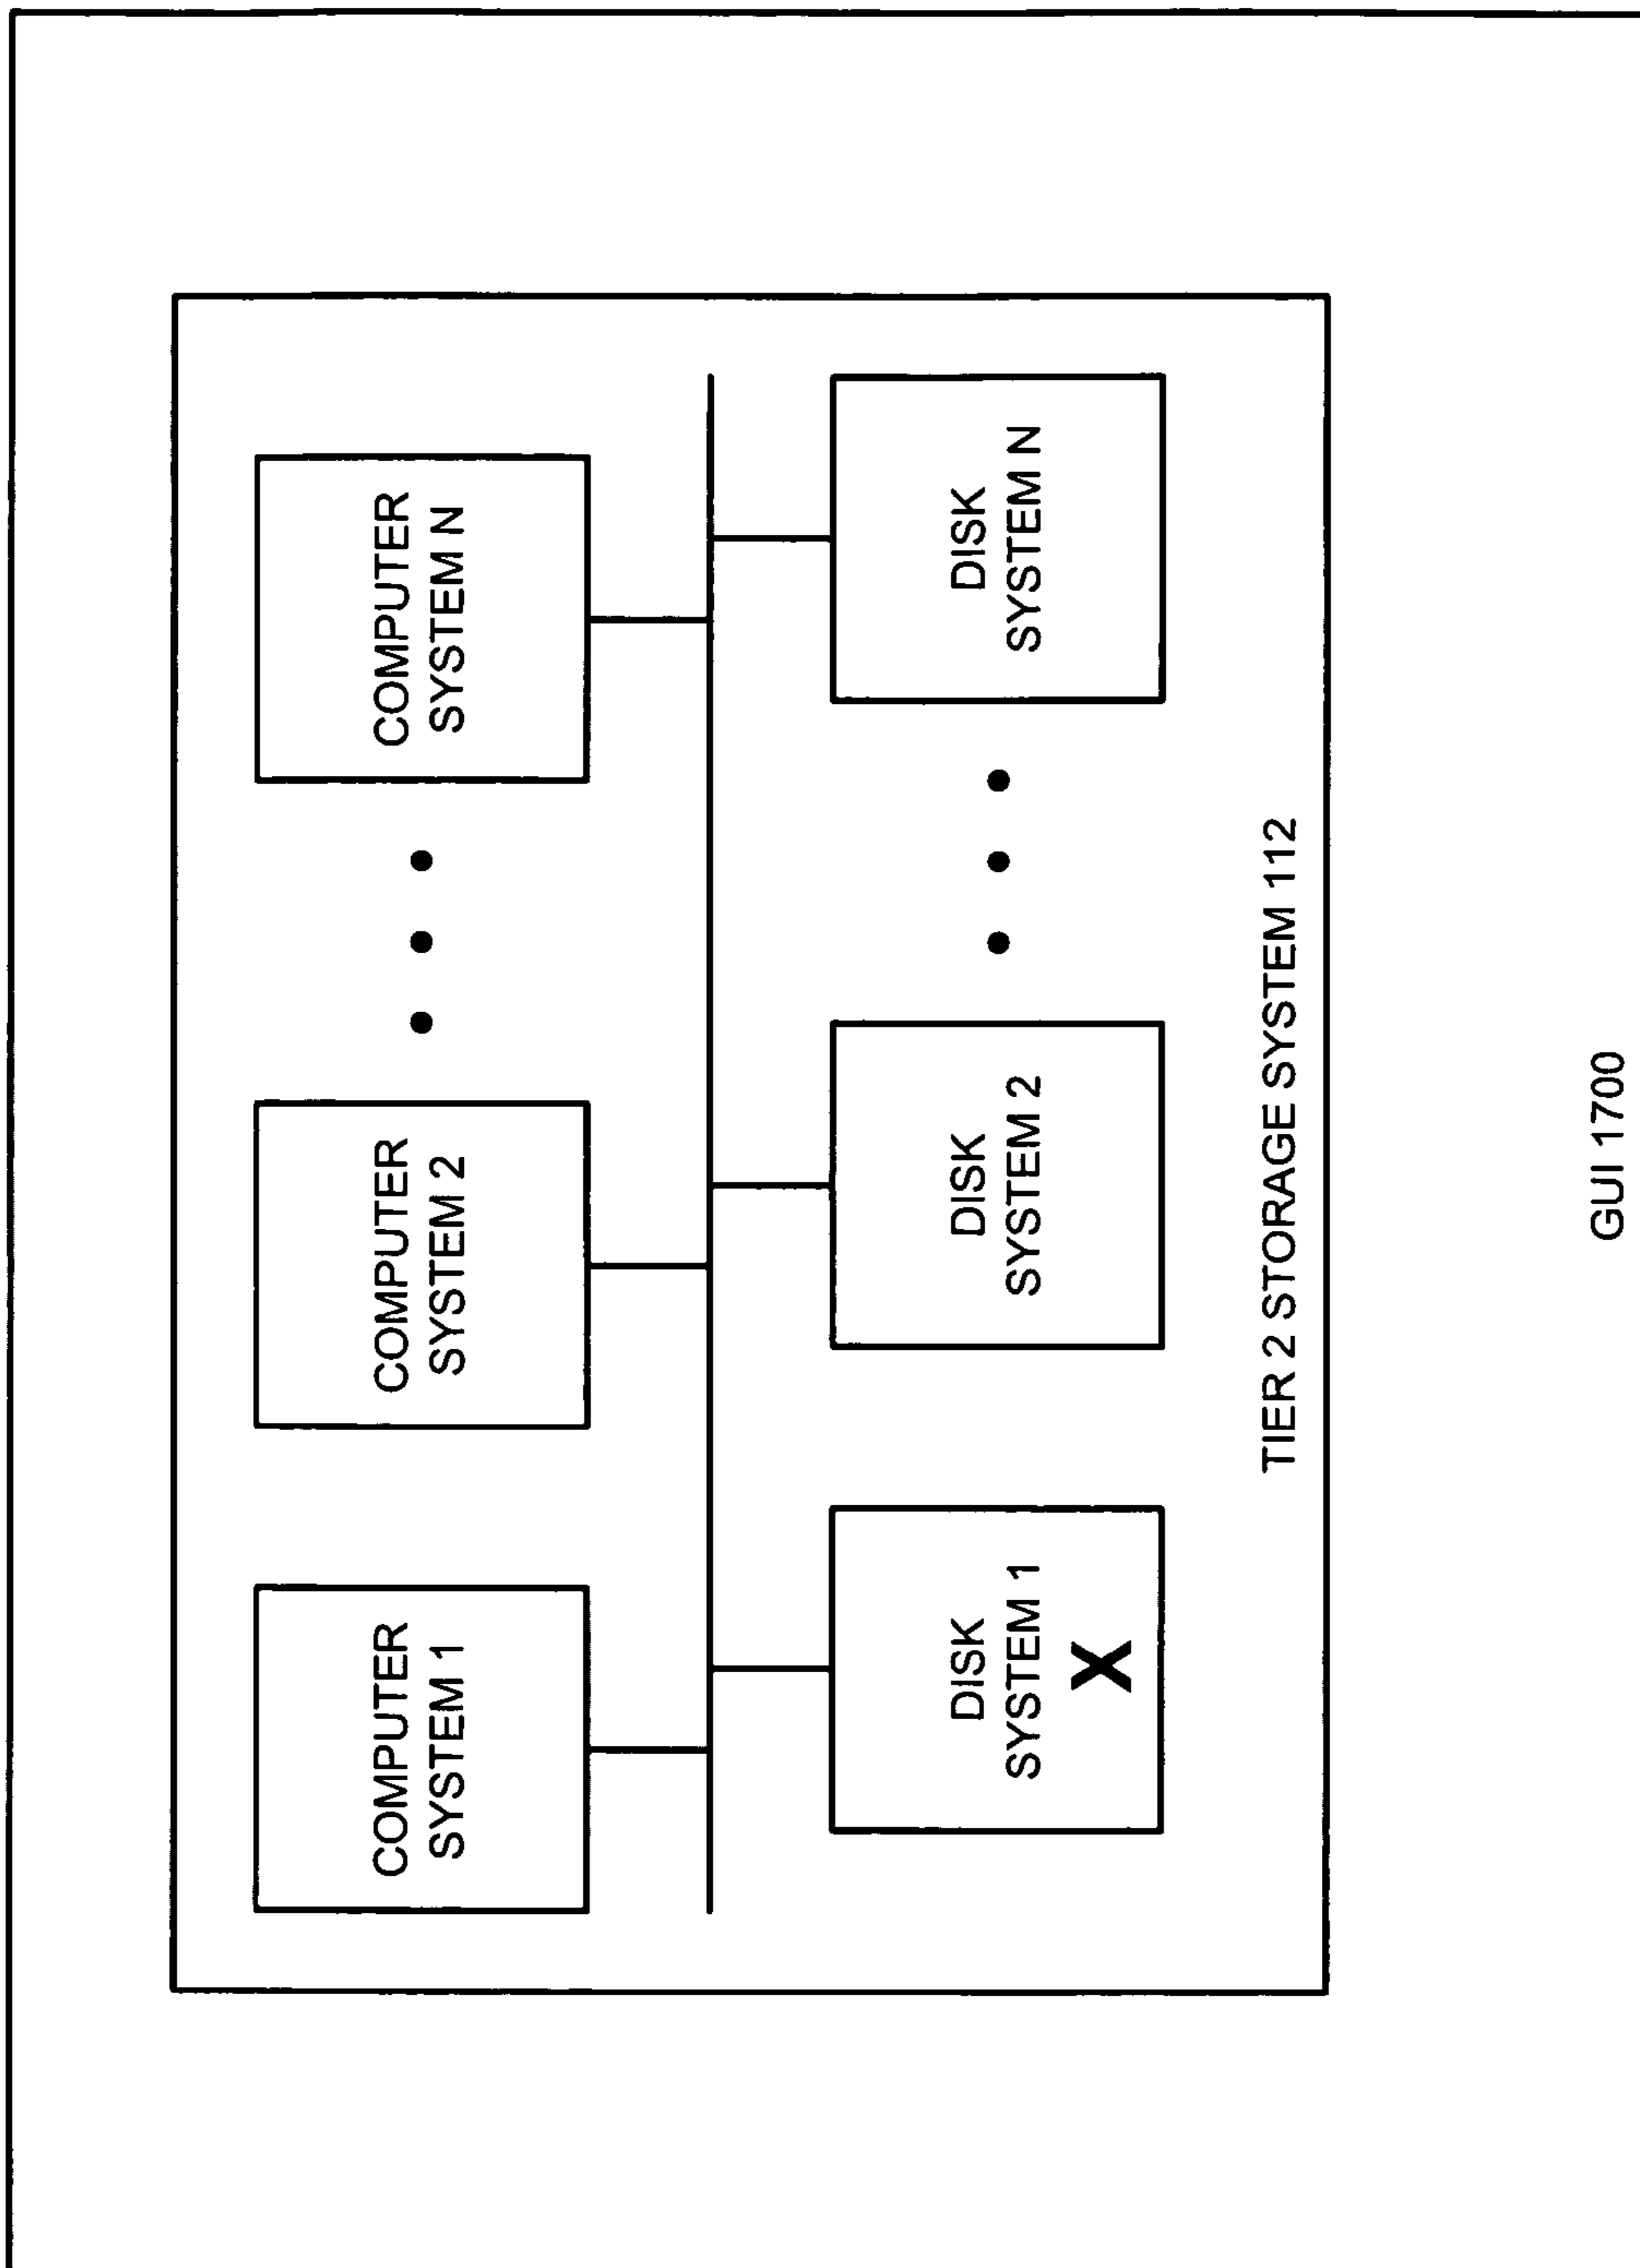 COMPUTER
SYSTEM 1
COMPUTER
SYSTEM 2
COMPUTER
SYSTEM N
DISK
SYSTEM 1
X
DISK
SYSTEM 2
DISK
SYSTEM N
TIER 2 STORAGE SYSTEM 112
GUI 1700